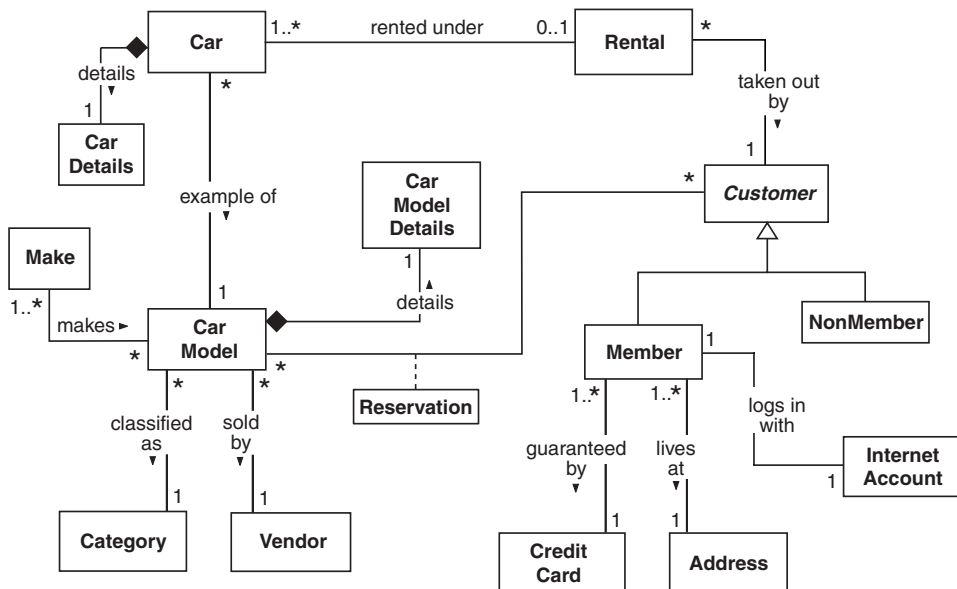 Car
1..*
rented under
0..1
Rental
*
details
*
taken out
by
1
Car
Details
1
Car
Model
Details
*
Customer
example of
Make
1
1..*
1
details
NonMember
makes
Car
Model
Member
1
*
*
*
*
Reservation
1..*
1..*
logs in
with
classified
as
sold
by
guaranteed
by
lives
at
Internet
Account
1
1
1
1
1
Category
Vendor
Credit
Card
Address